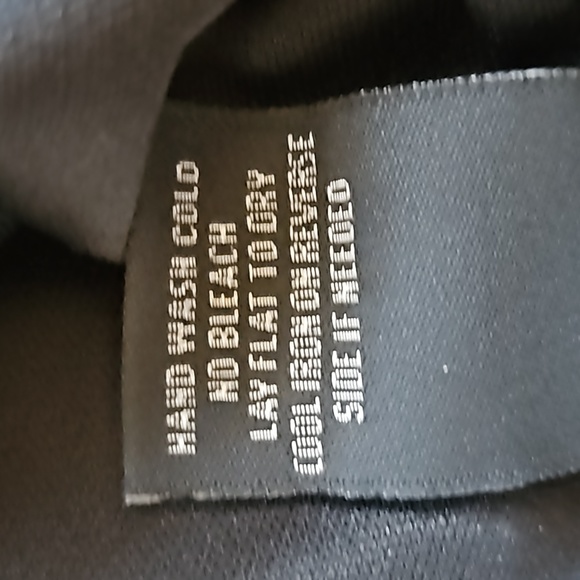 HAND WASH COLD
NO BLEACH
LAY FLAT TO DRY
COOL IRON ON REVERSE
SIDE IF NEEDED